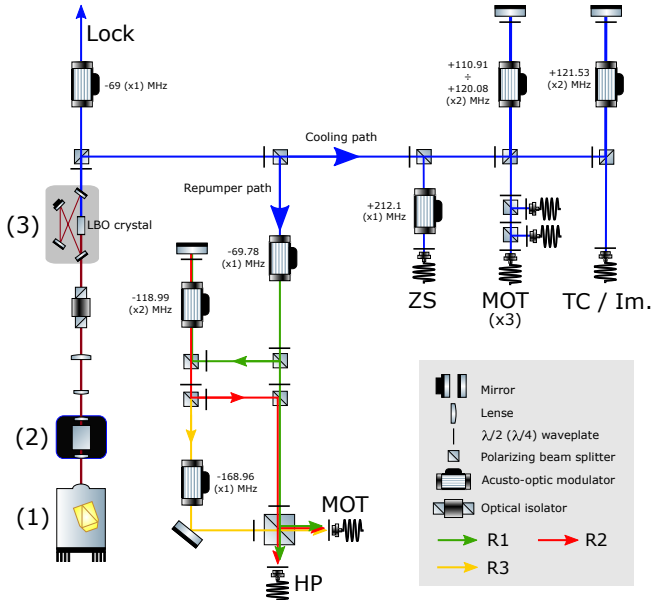 Lock
-69 (x1) MHz
+110.91
÷
+120.08
(x2) MHz
+121.53
(x2) MHz
Cooling path
Repumper path
(3)
LBO crystal
+212.1
(x1) MHz
-69.78
(x1) MHz
-118.99
(x2) MHz
ZS
MOT
(x3)
TC / Im.
(2)
(1)
-168.96
(x1) MHz
MOT
HP
Mirror
Lense
λ/2 (λ/4) waveplate
Polarizing beam splitter
Acusto-optic modulator
Optical isolator
R1
R2
R3